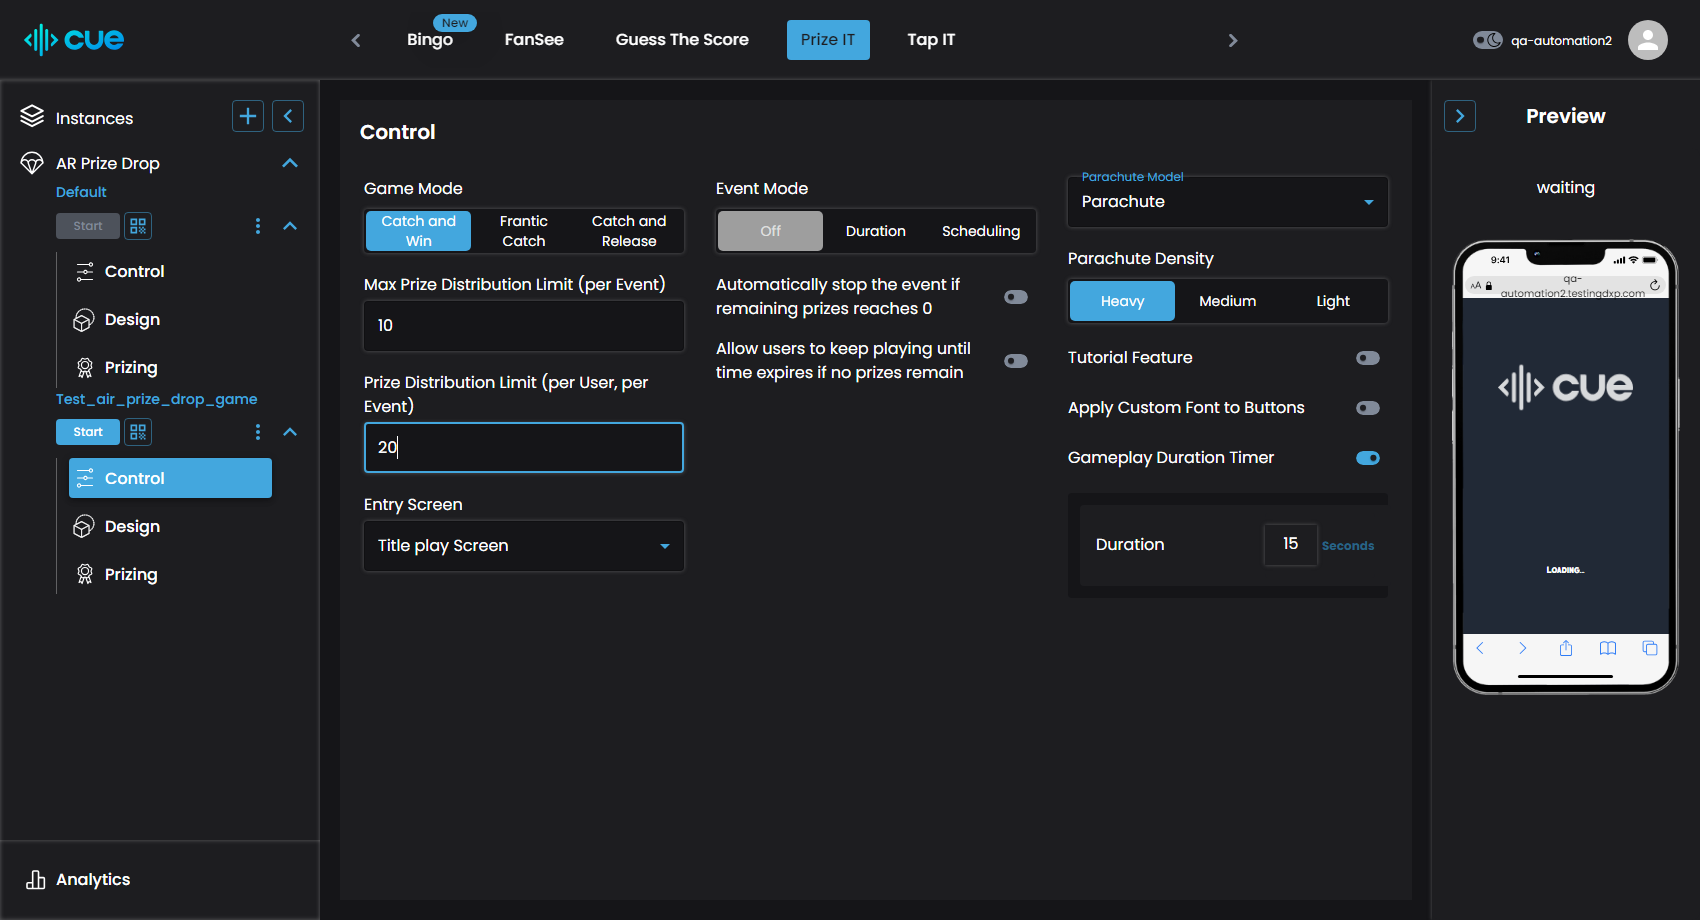 cue
New
Bingo
FanSee
Guess The Score
Prize IT
Tap IT
qa-automation2
Instances
AR Prize Drop
Default
Start
Control
Design
Prizing
Test_air_prize_drop_game
Start
Control
Design
Prizing
Analytics
Control
Game Mode
Catch and
Win
Frantic
Catch
Catch and
Release
Max Prize Distribution Limit (per Event)
10
Prize Distribution Limit (per User, per
Event)
20
Entry Screen
Title play Screen
Event Mode
Off
Duration
Scheduling
Automatically stop the event if
remaining prizes reaches 0
Allow users to keep playing until
time expires if no prizes remain
Parachute Model
Parachute
Parachute Density
Heavy
Medium
Light
Tutorial Feature
Apply Custom Font to Buttons
Gameplay Duration Timer
Duration
15
Seconds
Preview
waiting
9:41
AA
qa-
automation2.testingdxp.com
cue
LOADING...